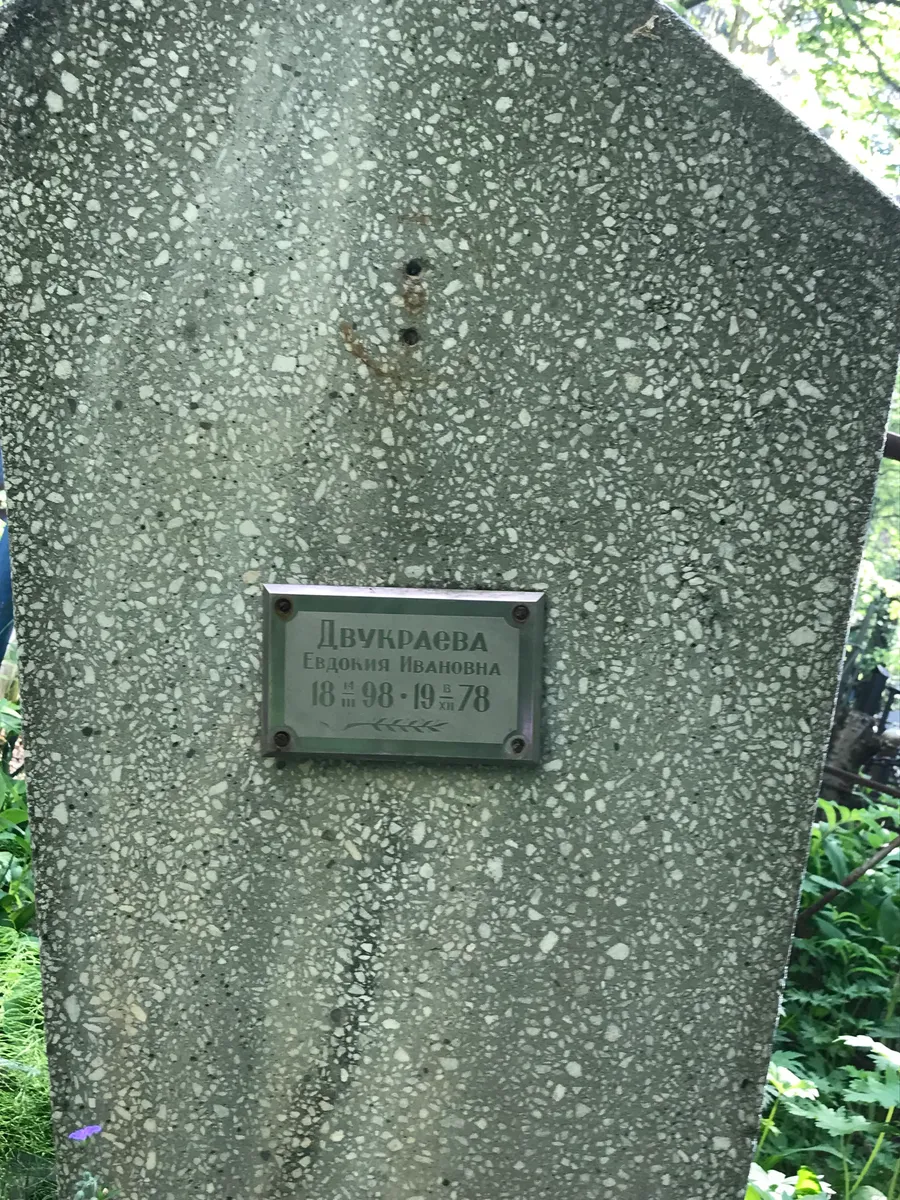 Двукраева
Евдокия Ивановна
18 14/III 98 · 19 8/XII 78